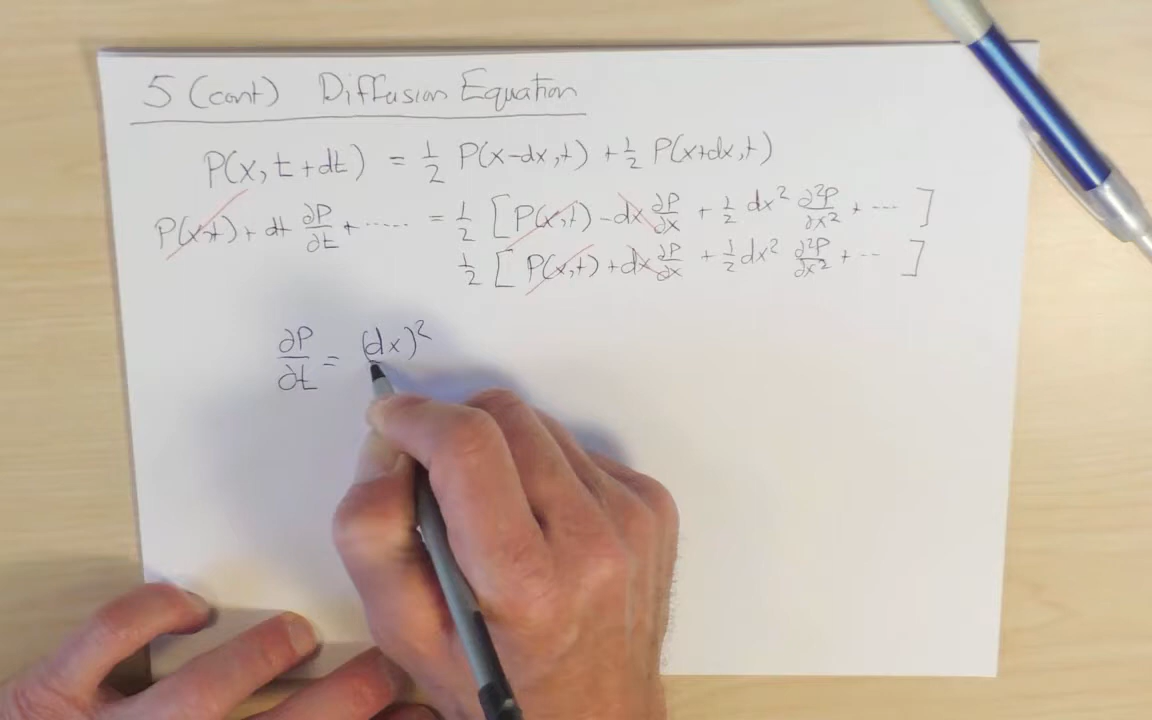 5 (cont) Diffusion Equation
P(x, t + dt) = 1/2 P(x-dx, t) + 1/2 P(x+dx, t)
P(x,t) + dt ∂P/∂t + ...... = 1/2 [ P(x,t) - dx ∂P/∂x + 1/2 dx² ∂²P/∂x² + ... ]
1/2 [ P(x,t) + dx ∂P/∂x + 1/2 dx² ∂²P/∂x² + ... ]
∂P/∂t = (dx)²